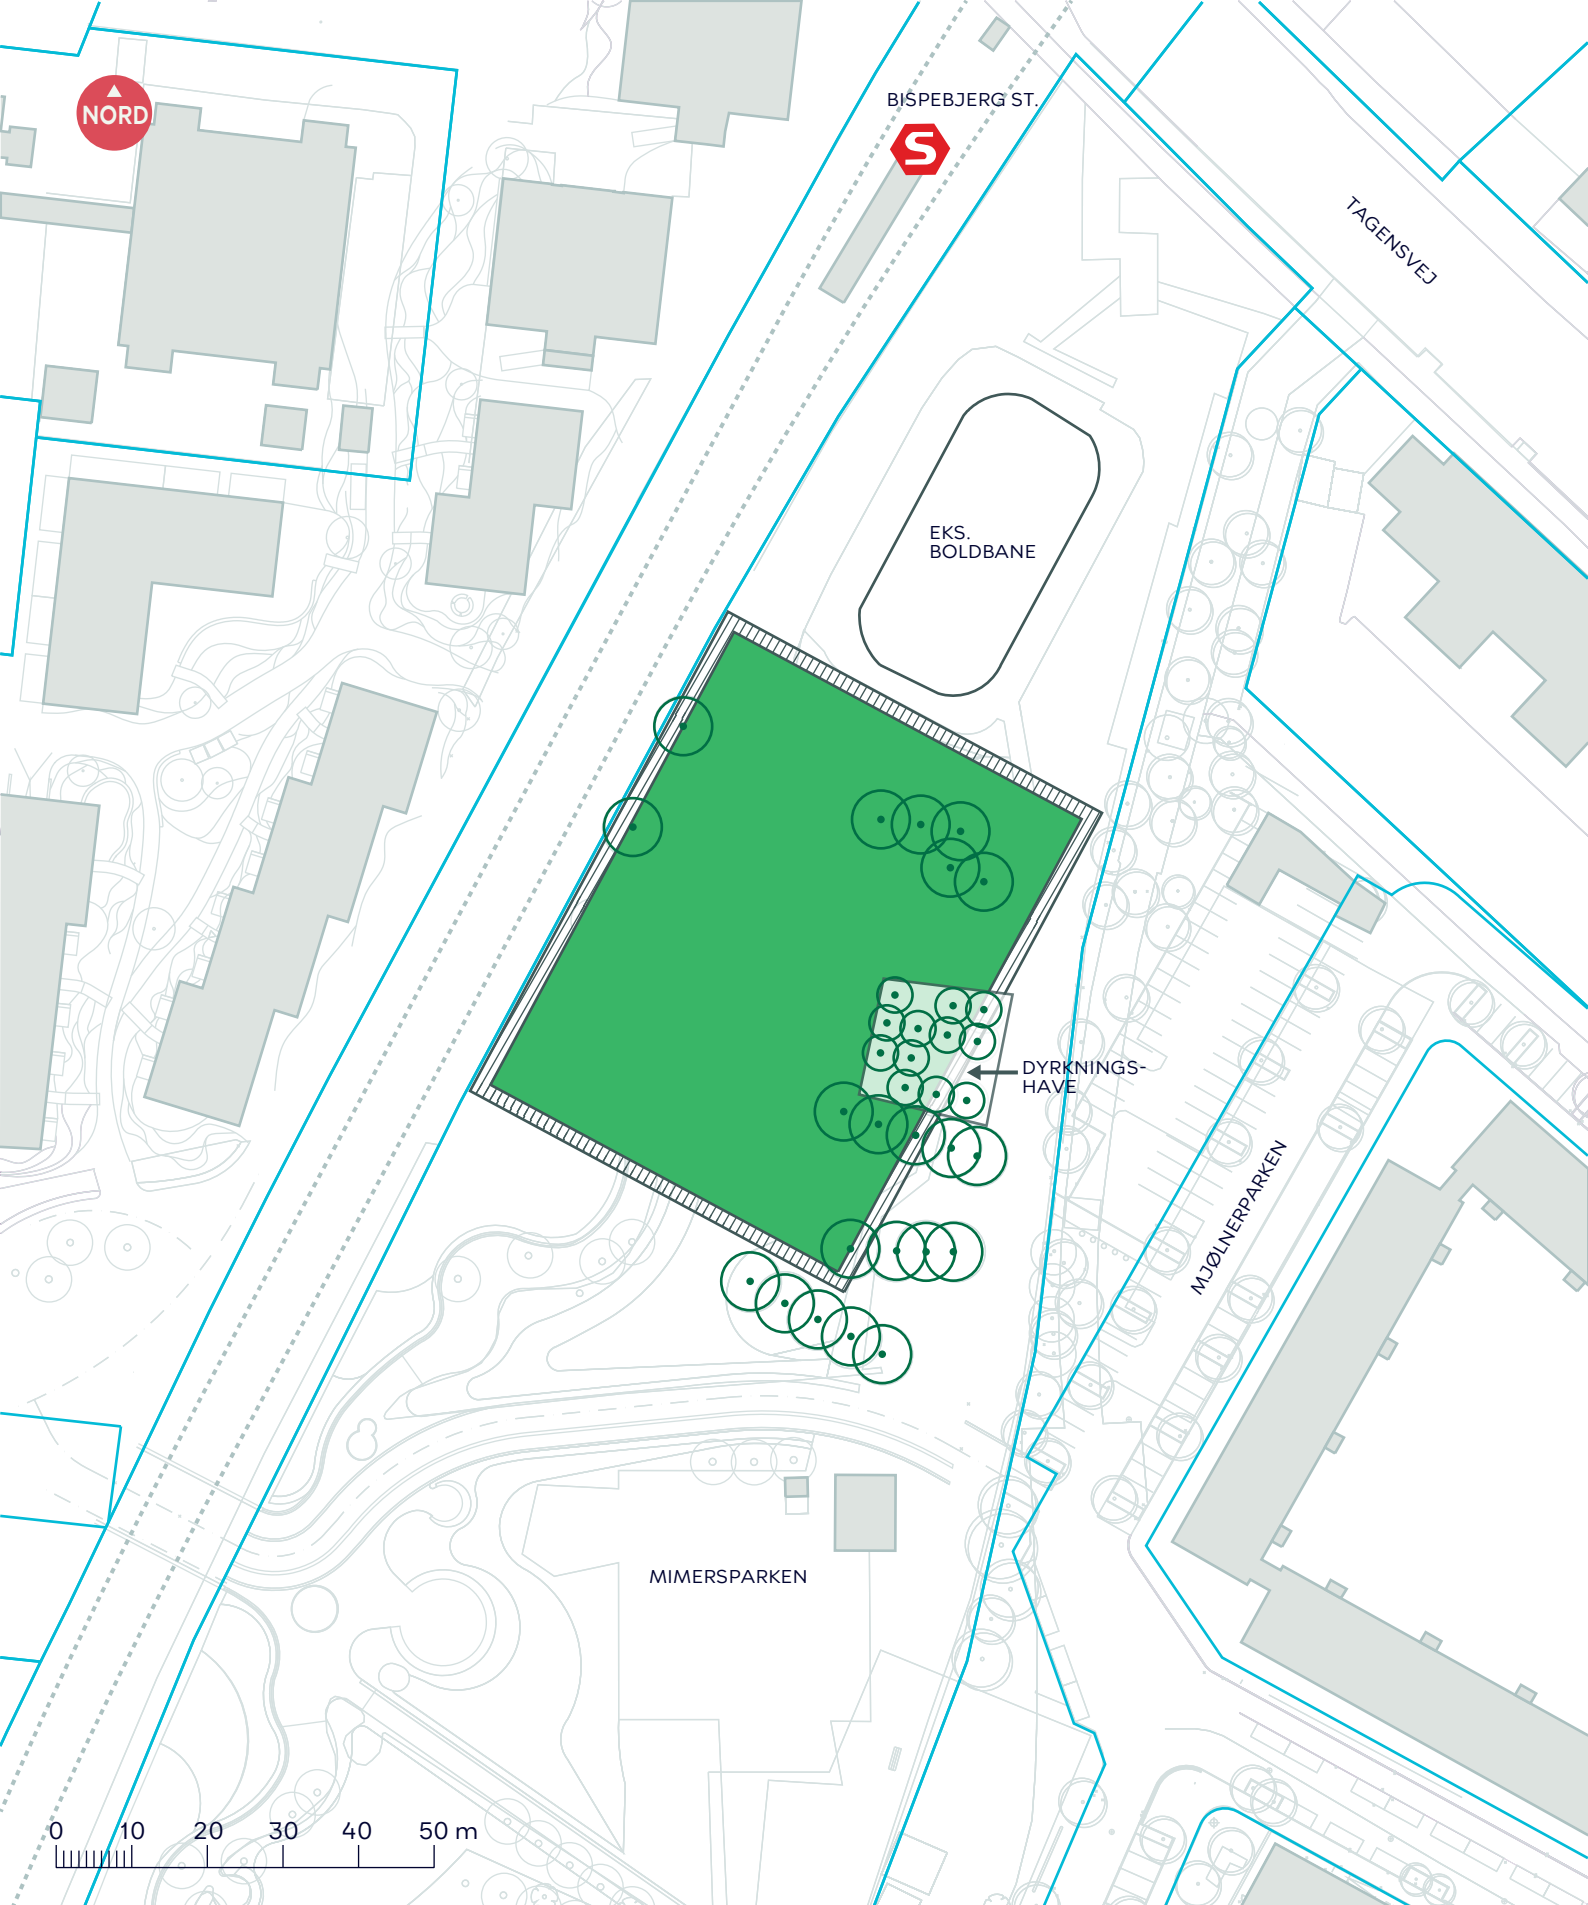 NORD
BISPEBJERG ST.
S
TAGENSVEJ
EKS.
BOLDBANE
DYRKNINGS-
HAVE
MJØLNERPARKEN
MIMERSPARKEN
0 10 20 30 40 50 m